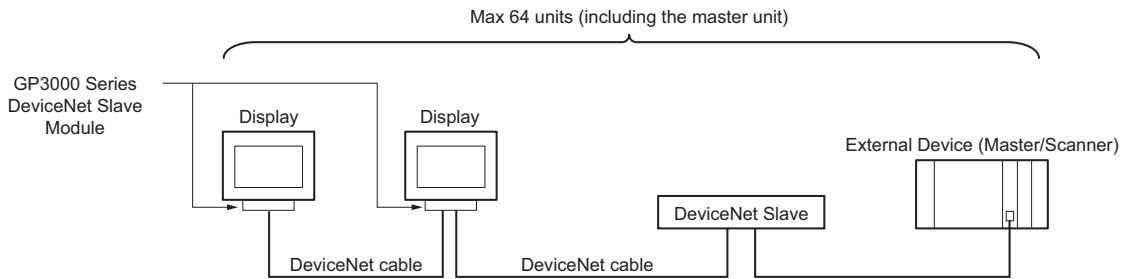 Max 64 units (including the master unit)
GP3000 Series
DeviceNet Slave
Module
Display
Display
External Device (Master/Scanner)
DeviceNet Slave
DeviceNet cable
DeviceNet cable